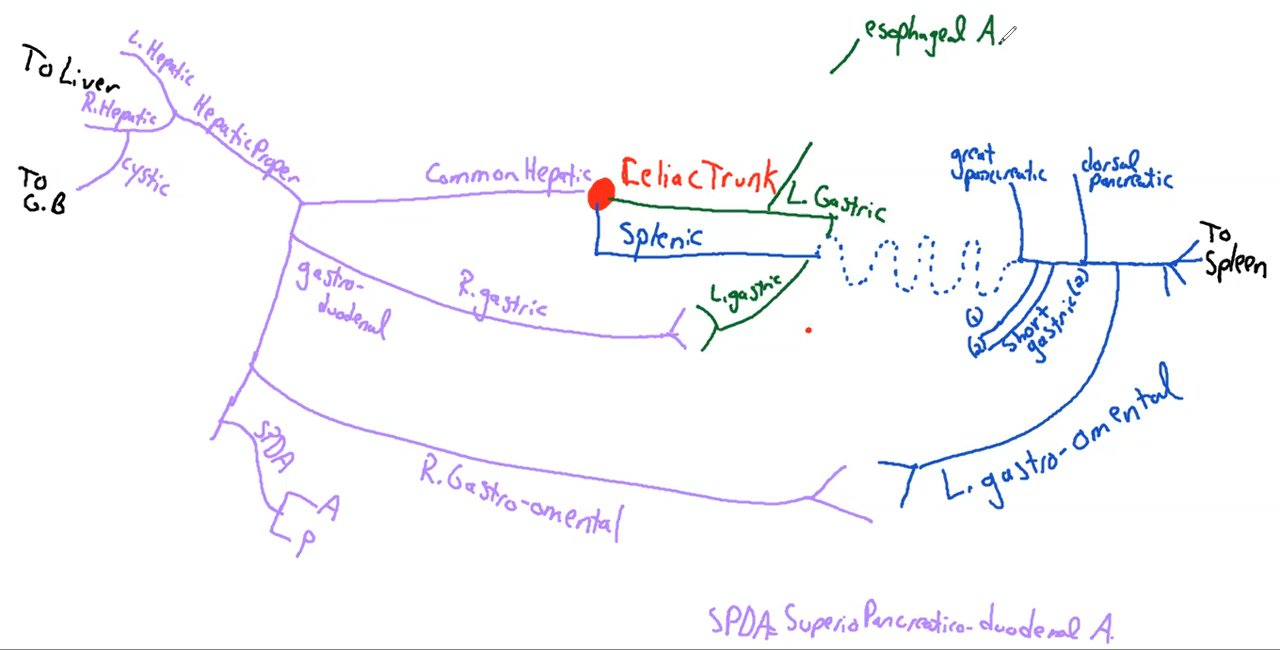 esophageal A.
L. Hepatic
To Liver
R. Hepatic
Hepatic Proper
cystic
To
G.B
Common Hepatic
Celiac Trunk
L. Gastric
Splenic
great
pancreatic
dorsal
pancreatic
To
Spleen
gastro-
duodenal
R. gastric
L. gastric
(1)
(2)
short
gastric (2)
L. gastro-omental
R. Gastro-omental
SPDA
A
P
SPDA= Superio Pancreatico-duodenal A.